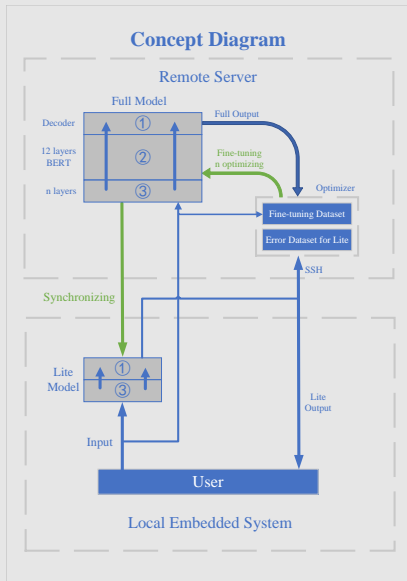 Concept Diagram
Remote Server
Full Model
Decoder
①
Full Output
12 layers
BERT
②
Fine-tuning
n optimizing
n layers
③
Optimizer
Fine-tuning Dataset
Error Dataset for Lite
SSH
Synchronizing
Lite
Model
①
③
Lite
Output
Input
User
Local Embedded System